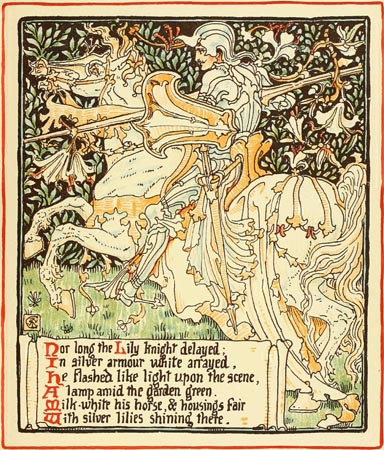 Nor long the Lily knight delayed;
In silver armour white arrayed,
He flashed like light upon the scene,
A lamp amid the garden green.
Milk-white his horse, & housings fair
With silver lilies shining there.